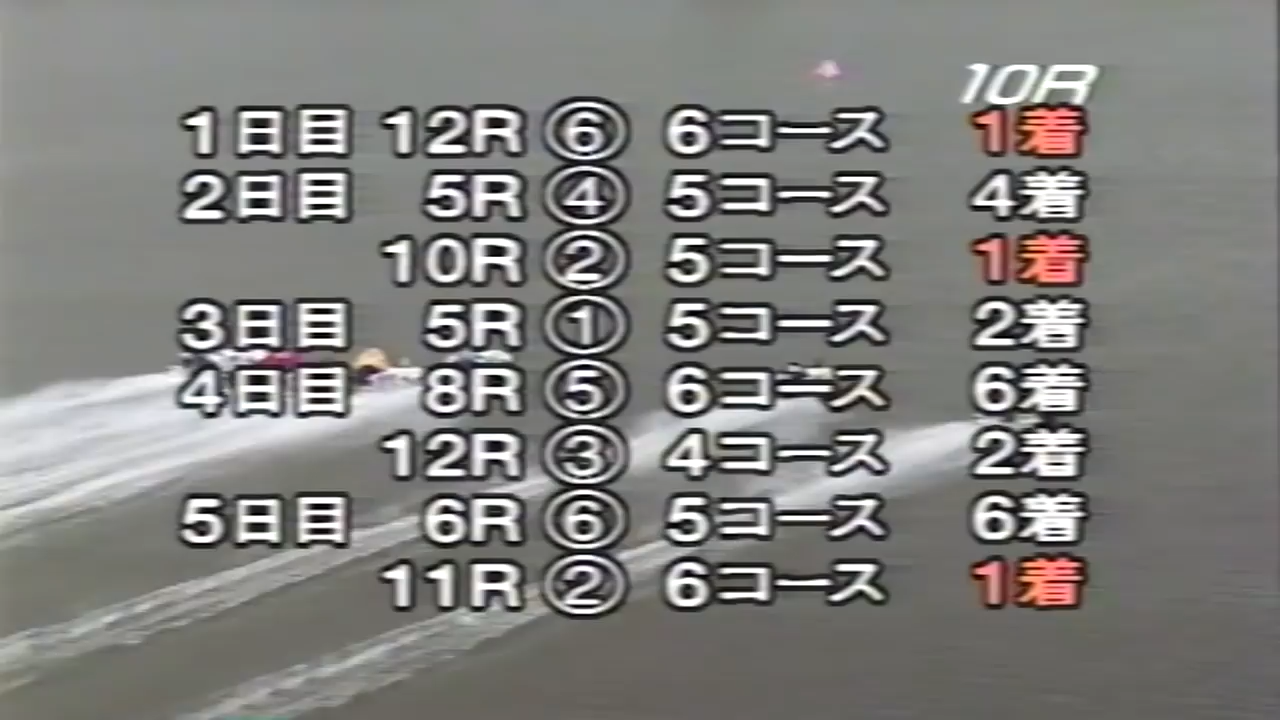 10R
1日目 12R ⑥ 6コース 1着
2日目 5R ④ 5コース 4着
10R ② 5コース 1着
3日目 5R ① 5コース 2着
4日目 8R ⑤ 6コース 6着
12R ③ 4コース 2着
5日目 6R ⑥ 5コース 6着
11R ② 6コース 1着